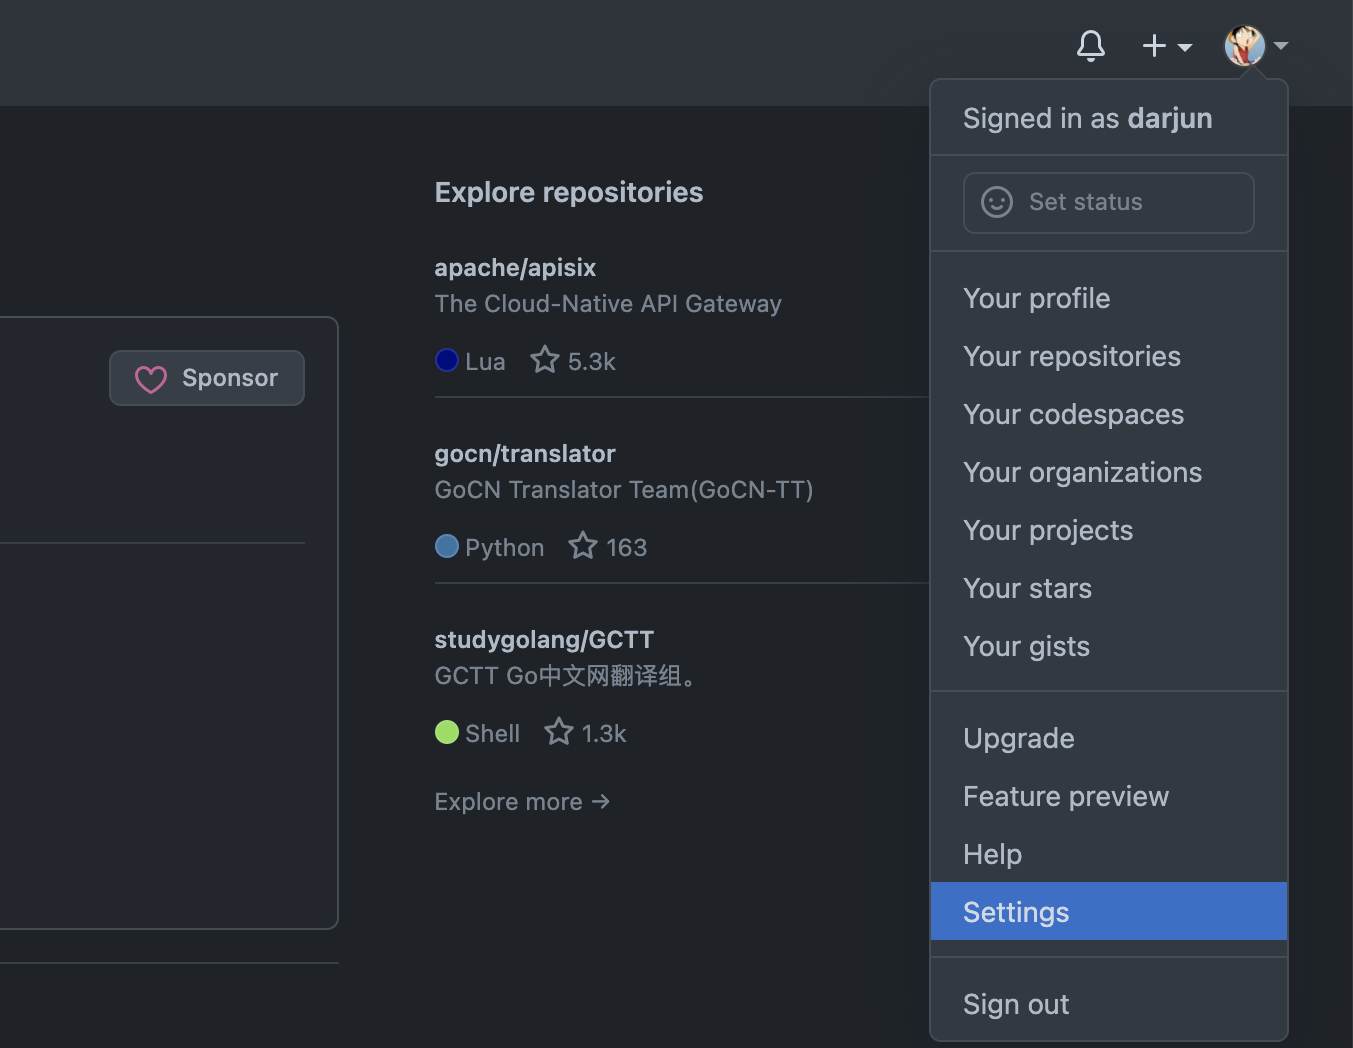 Signed in as darjun
Set status
Your profile
Your repositories
Your codespaces
Your organizations
Your projects
Your stars
Your gists
Upgrade
Feature preview
Help
Settings
Sign out
Sponsor
Explore repositories
apache/apisix
The Cloud-Native API Gateway
Lua 5.3k
gocn/translator
GoCN Translator Team(GoCN-TT)
Python 163
studygolang/GCTT
GCTT Go中文网翻译组。
Shell 1.3k
Explore more →